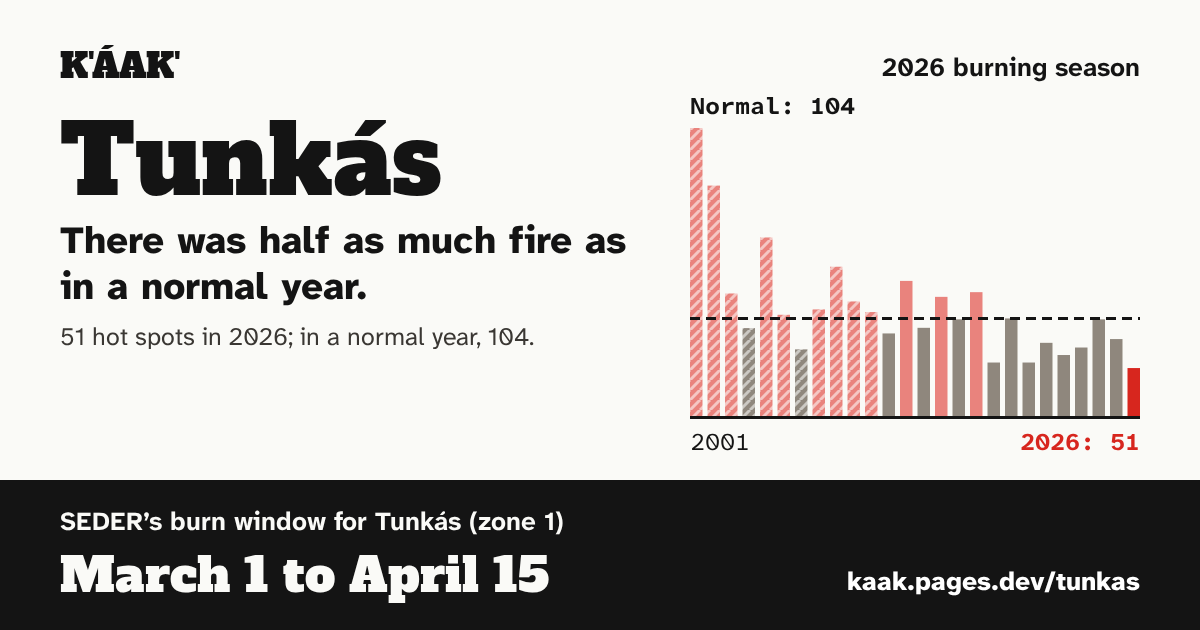 K'ÁAK'
Tunkás
There was half as much fire as
in a normal year.
51 hot spots in 2026; in a normal year, 104.
2026 burning season
Normal: 104
2001
2026: 51
SEDER’s burn window for Tunkás (zone 1)
March 1 to April 15
kaak.pages.dev/tunkas